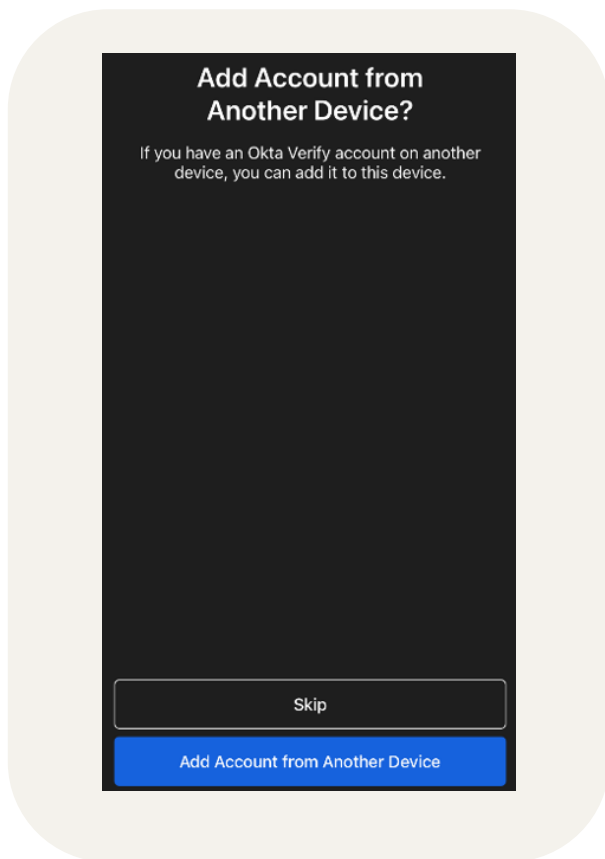 Add Account from
Another Device?
If you have an Okta Verify account on another
device, you can add it to this device.
Skip
Add Account from Another Device